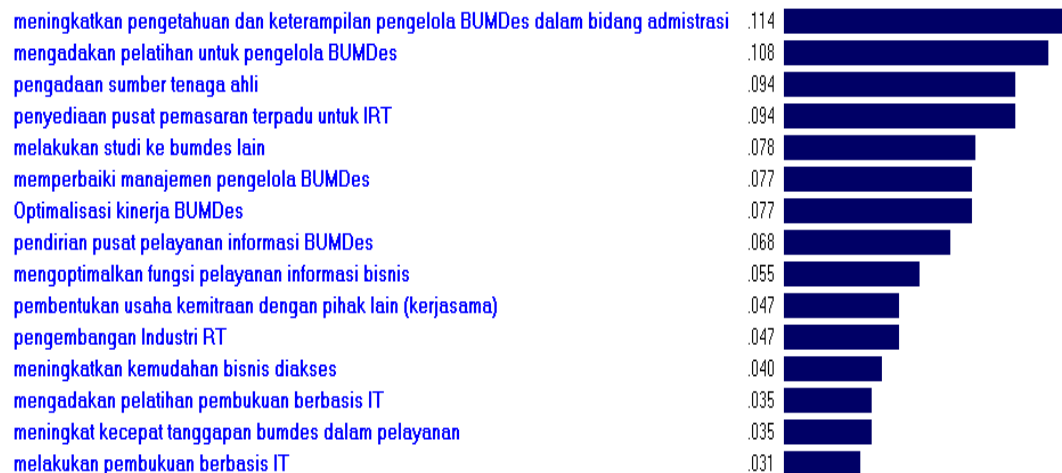 meningkatkan pengetahuan dan keterampilan pengelola BUMDes dalam bidang admistrasi .114
mengadakan pelatihan untuk pengelola BUMDes .108
pengadaan sumber tenaga ahli .094
penyediaan pusat pemasaran terpadu untuk IRT .094
melakukan studi ke bumdes lain .078
memperbaiki manajemen pengelola BUMDes .077
Optimalisasi kinerja BUMDes .077
pendirian pusat pelayanan informasi BUMDes .068
mengoptimalkan fungsi pelayanan informasi bisnis .055
pembentukan usaha kemitraan dengan pihak lain (kerjasama) .047
pengembangan Industri RT .047
meningkatkan kemudahan bisnis diakses .040
mengadakan pelatihan pembukuan berbasis IT .035
meningkat kecepat tanggapan bumdes dalam pelayanan .035
melakukan pembukuan berbasis IT .031